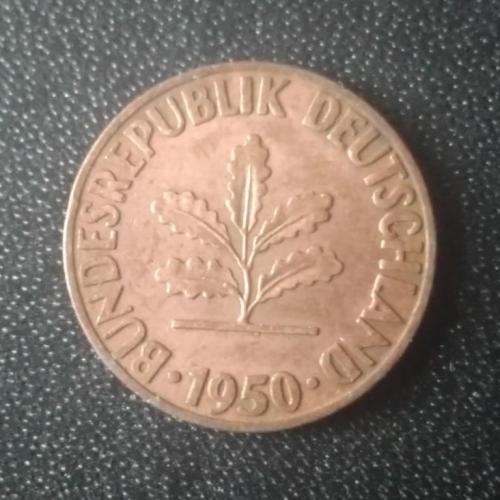 BUNDESREPUBLIK DEUTSCHLAND
· 1950 ·